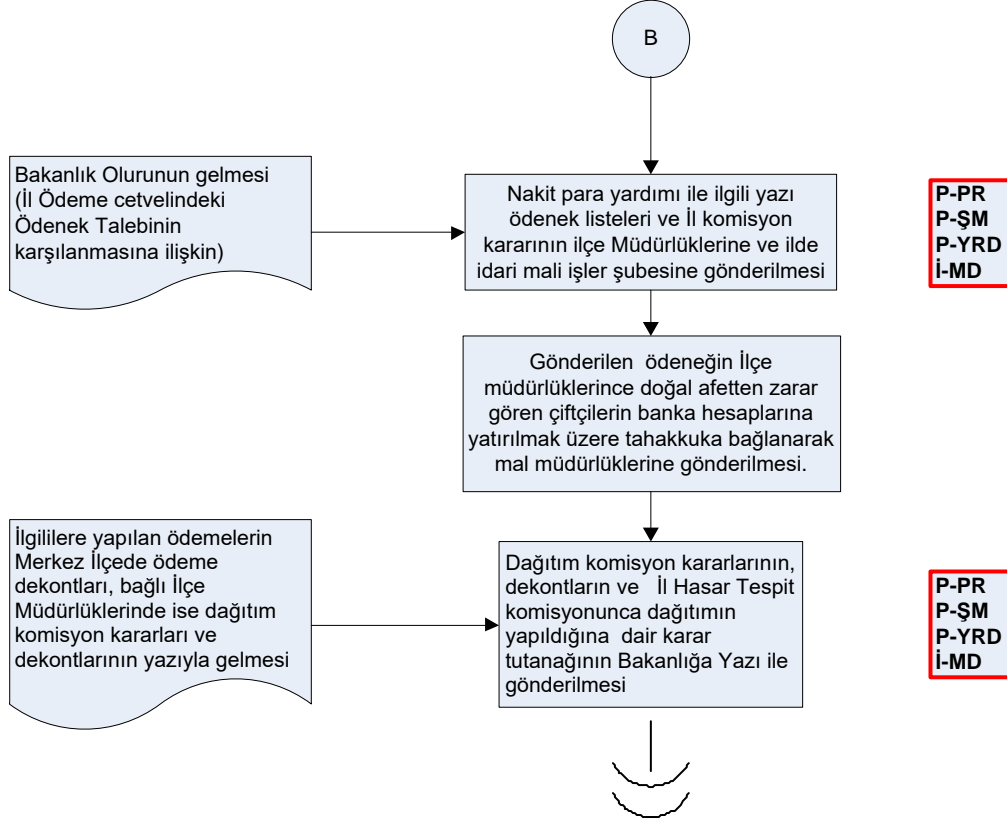 B
Bakanlık Olurunun gelmesi
(İl Ödeme cetvelindeki
Ödenek Talebinin
karşılanmasına ilişkin)
Nakit para yardımı ile ilgili yazı
ödenek listeleri ve İl komisyon
kararının ilçe Müdürlüklerine ve ilde
idari mali işler şubesine gönderilmesi
P-PR
P-ŞM
P-YRD
İ-MD
Gönderilen ödeneğin İlçe
müdürlüklerince doğal afetten zarar
gören çiftçilerin banka hesaplarına
yatırılmak üzere tahakkuka bağlanarak
mal müdürlüklerine gönderilmesi.
İlgililere yapılan ödemelerin
Merkez İlçede ödeme
dekontları, bağlı İlçe
Müdürlüklerinde ise dağıtım
komisyon kararları ve
dekontlarının yazıyla gelmesi
Dağıtım komisyon kararlarının,
dekontların ve İl Hasar Tespit
komisyonunca dağıtımın
yapıldığına dair karar
tutanağının Bakanlığa Yazı ile
gönderilmesi
P-PR
P-ŞM
P-YRD
İ-MD